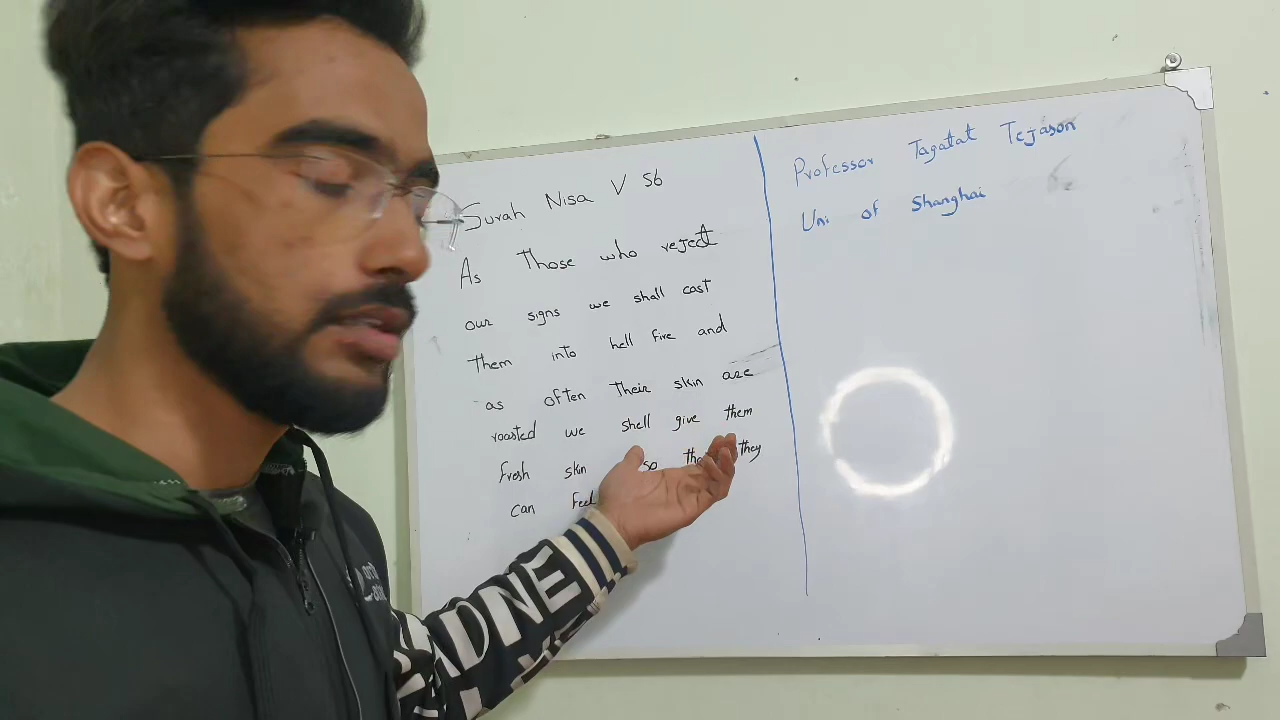 Surah Nisa V 56
As Those who reject
our signs we shall cast
them into hell fire and
as often their skin are
roasted we shell give them
fresh skin so they
can feel
Professor Tagatat Tejason
Uni of Shanghai